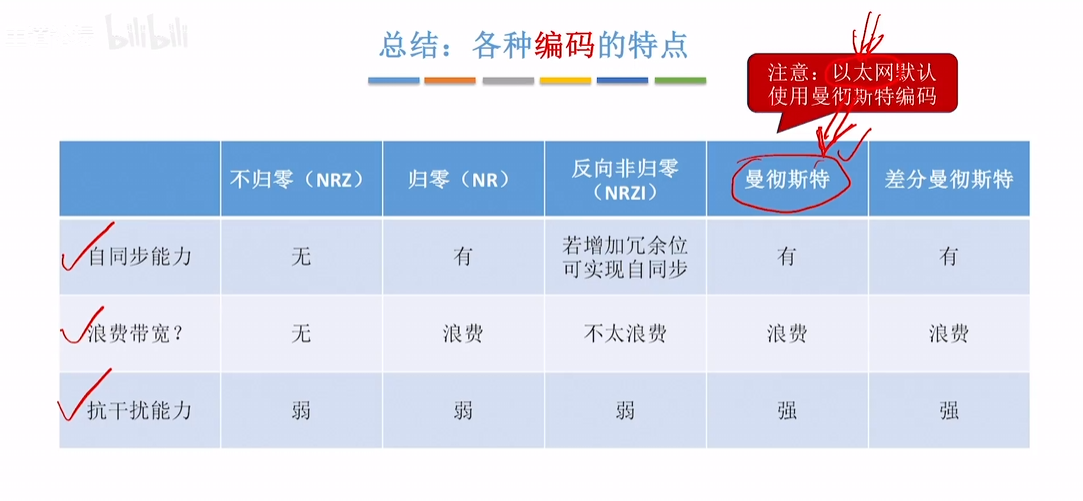 bilibili
总结：各种编码的特点
注意：以太网默认
使用曼彻斯特编码
不归零（NRZ）
归零（NR）
反向非归零
（NRZI）
曼彻斯特
差分曼彻斯特
自同步能力
无
有
若增加冗余位
可实现自同步
有
有
浪费带宽？
无
浪费
不太浪费
浪费
浪费
抗干扰能力
弱
弱
弱
强
强